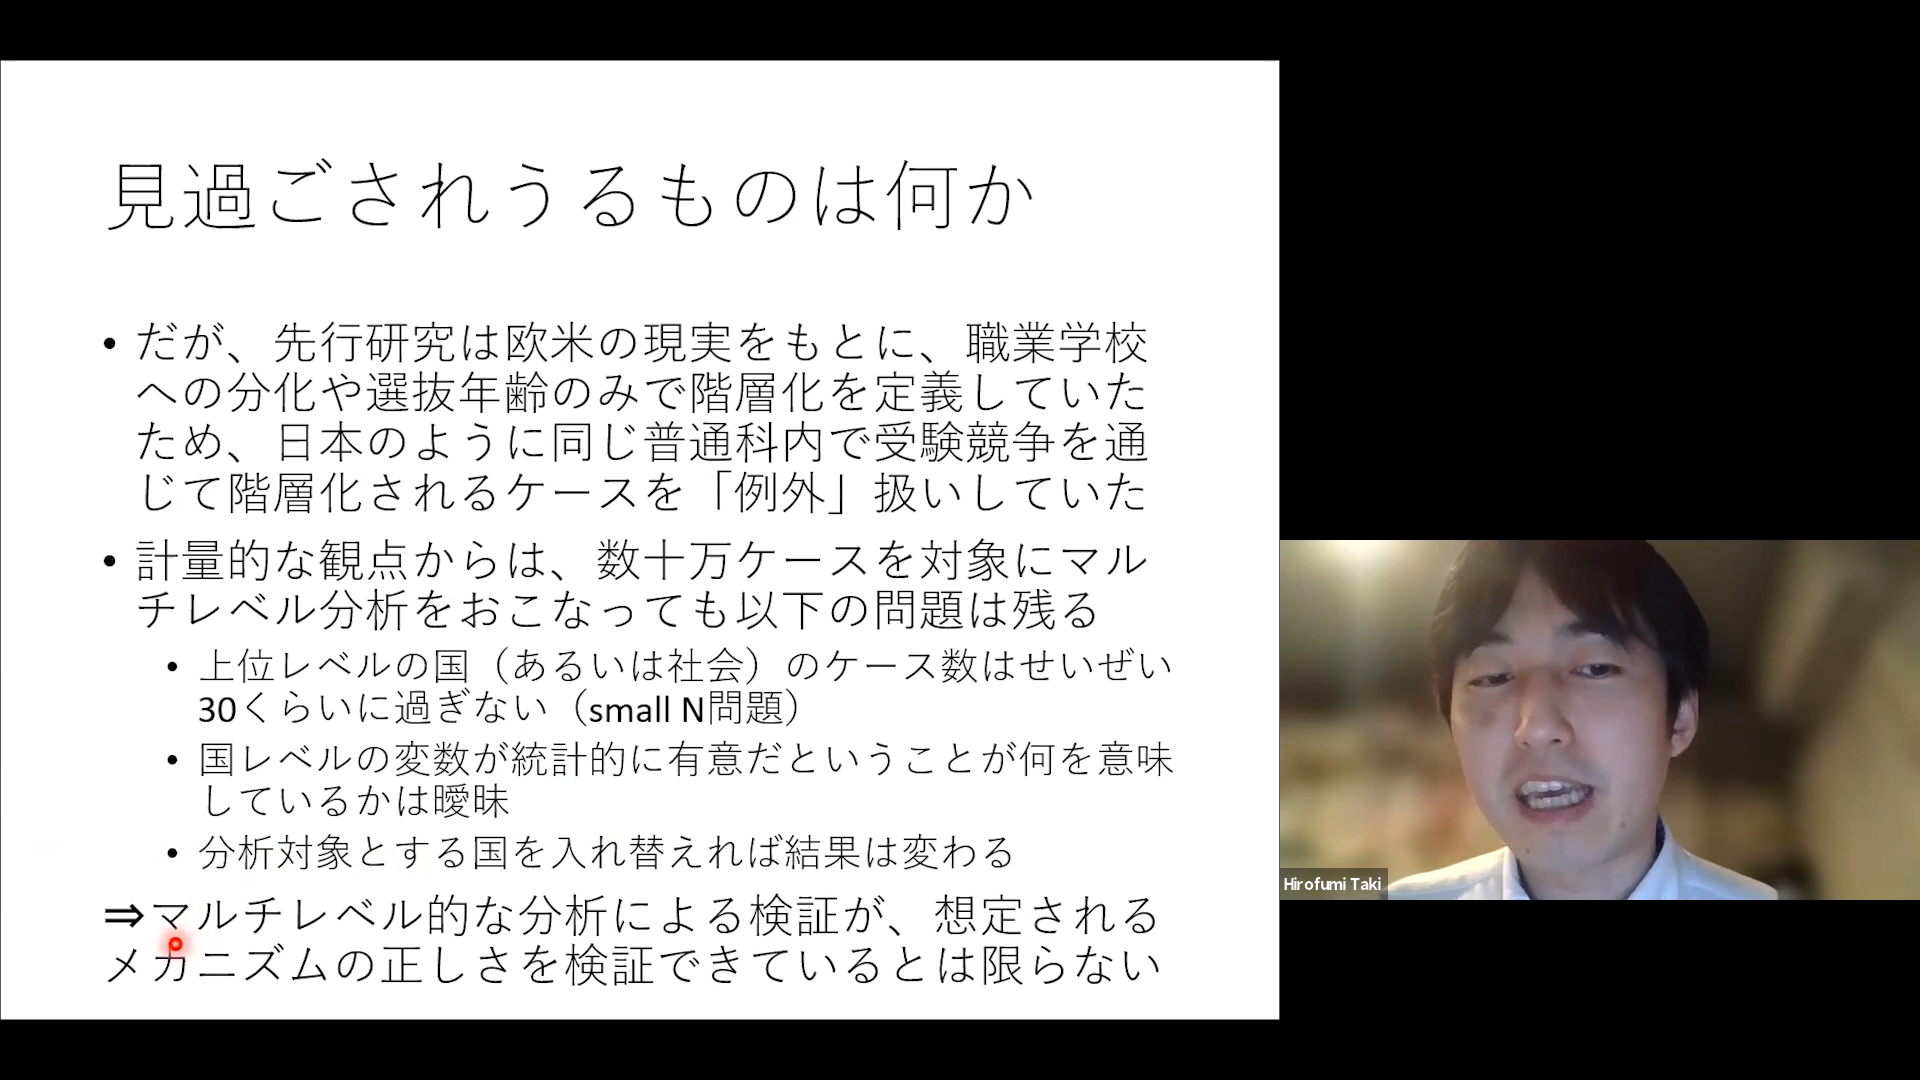 見過ごされうるものは何か
• だが、先行研究は欧米の現実をもとに、職業学校
への分化や選抜年齢のみで階層化を定義していた
ため、日本のように同じ普通科内で受験競争を通
じて階層化されるケースを「例外」扱いしていた
• 計量的な観点からは、数十万ケースを対象にマル
チレベル分析をおこなっても以下の問題は残る
• 上位レベルの国（あるいは社会）のケース数はせいぜい
30くらいに過ぎない（small N問題）
• 国レベルの変数が統計的に有意だということが何を意味
しているかは曖昧
• 分析対象とする国を入れ替えれば結果は変わる
⇒マルチレベル的な分析による検証が、想定される
メカニズムの正しさを検証できているとは限らない
Hirofumi Taki